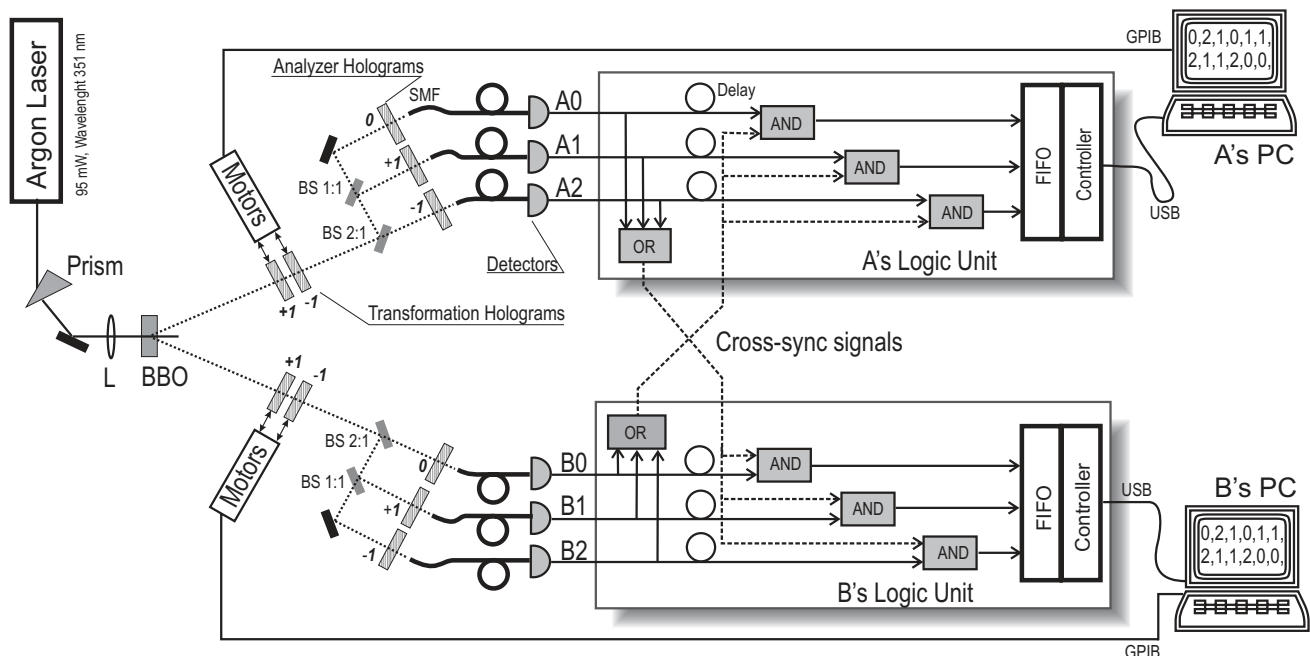 Argon Laser
95 mW, Wavelenght 351 nm
Prism
L
BBO
Motors
+1
-1
Transformation Holograms
Analyzer Holograms
SMF
0
+1
-1
BS 1:1
BS 2:1
Detectors
A0
A1
A2
Delay
OR
AND
AND
AND
FIFO
Controller
A's Logic Unit
GPIB
USB
0,2,1,0,1,1,
2,1,1,2,0,0,
A's PC
Cross-sync signals
+1
-1
Motors
BS 2:1
BS 1:1
0
+1
-1
B0
B1
B2
OR
AND
AND
AND
FIFO
Controller
B's Logic Unit
USB
GPIB
B's PC
0,2,1,0,1,1,
2,1,1,2,0,0,